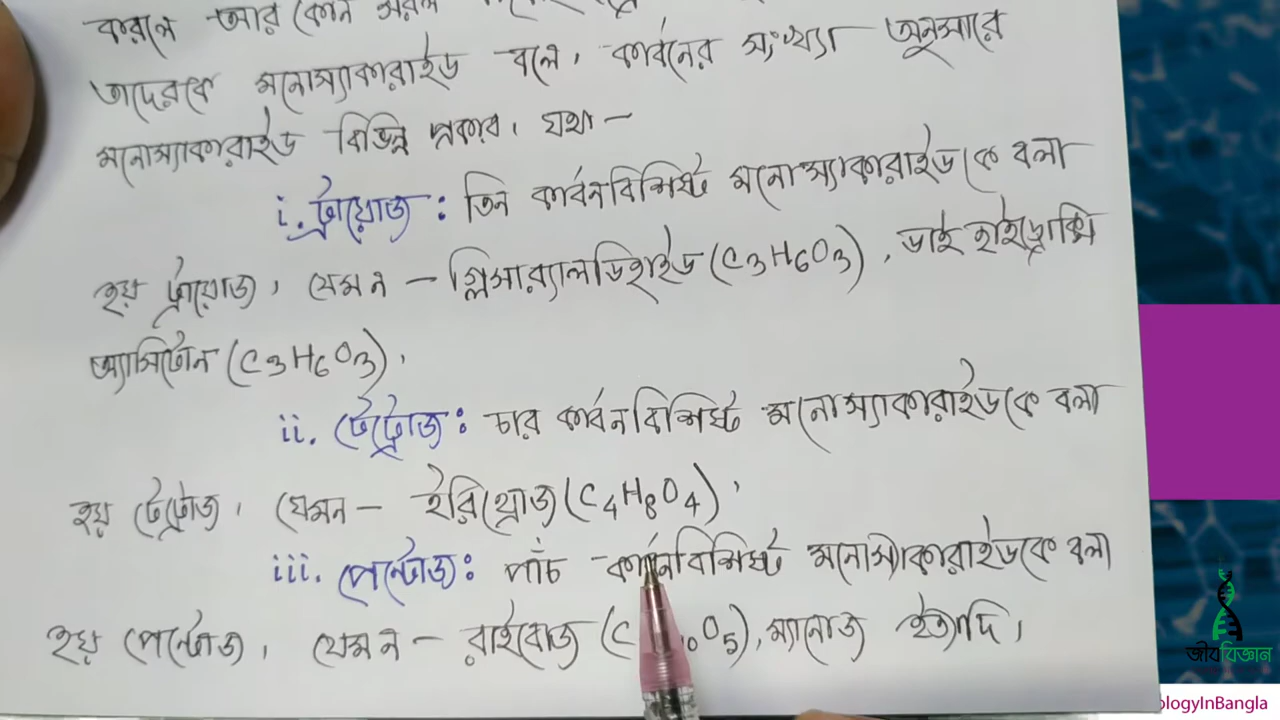 করলে আর কোন সরল
তাদেরকে মনোস্যাকারাইড বলে। কার্বনের সংখ্যা অনুসারে
মনোস্যাকারাইড বিভিন্ন প্রকার। যথা –
i. ট্রায়োজ : তিন কার্বনবিশিষ্ট মনোস্যাকারাইডকে বলা
হয় ট্রায়োজ। যেমন – গ্লিসার‍্যালডিহাইড (C3H6O3), ডাই হাইড্রোক্সি
অ্যাসিটোন (C3H6O3)।
ii. টেট্রোজ : চার কার্বনবিশিষ্ট মনোস্যাকারাইডকে বলা
হয় টেট্রোজ। যেমন – ইরিথ্রোজ (C4H8O4)।
iii. পেন্টোজ : পাঁচ কার্বনবিশিষ্ট মনোস্যাকারাইডকে বলা
হয় পেন্টোজ। যেমন – রাইবোজ (C O5), ম্যানোজ ইত্যাদি।
জীববিজ্ঞান
ologyInBangla